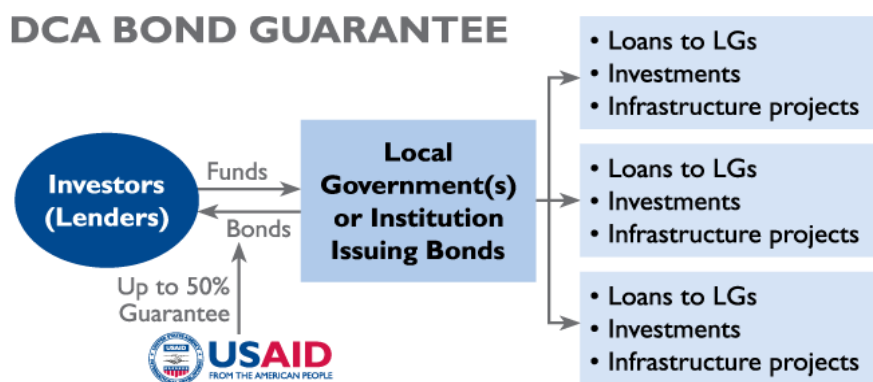 DCA BOND GUARANTEE
Investors
(Lenders)
Funds
Bonds
Up to 50%
Guarantee
USAID
USAID
FROM THE AMERICAN PEOPLE
Local
Government(s)
or Institution
Issuing Bonds
• Loans to LGs
• Investments
• Infrastructure projects
• Loans to LGs
• Investments
• Infrastructure projects
• Loans to LGs
• Investments
• Infrastructure projects